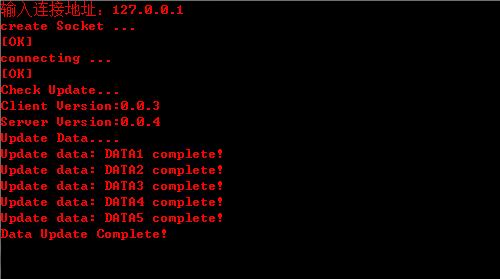 输入连接地址：127.0.0.1
create Socket ...
[OK]
connecting ...
[OK]
Check Update...
Client Version:0.0.3
Server Version:0.0.4
Update Data....
Update data: DATA1 complete!
Update data: DATA2 complete!
Update data: DATA3 complete!
Update data: DATA4 complete!
Update data: DATA5 complete!
Data Update Complete!